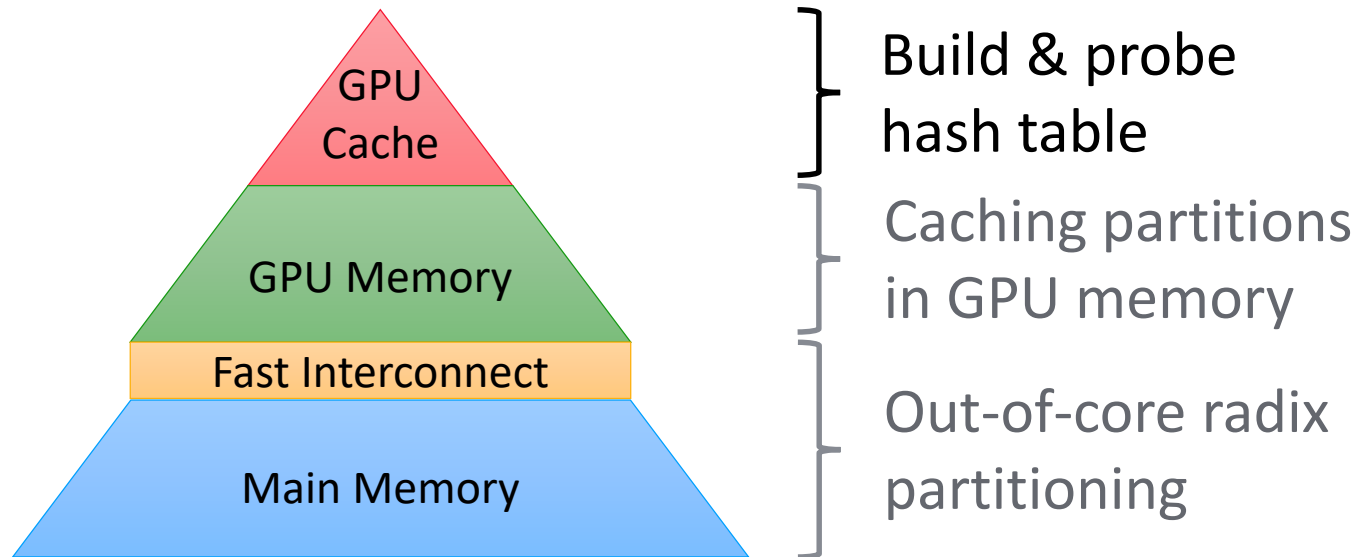 GPU
Cache
Build & probe
hash table
GPU Memory
Caching partitions
in GPU memory
Fast Interconnect
Main Memory
Out-of-core radix
partitioning